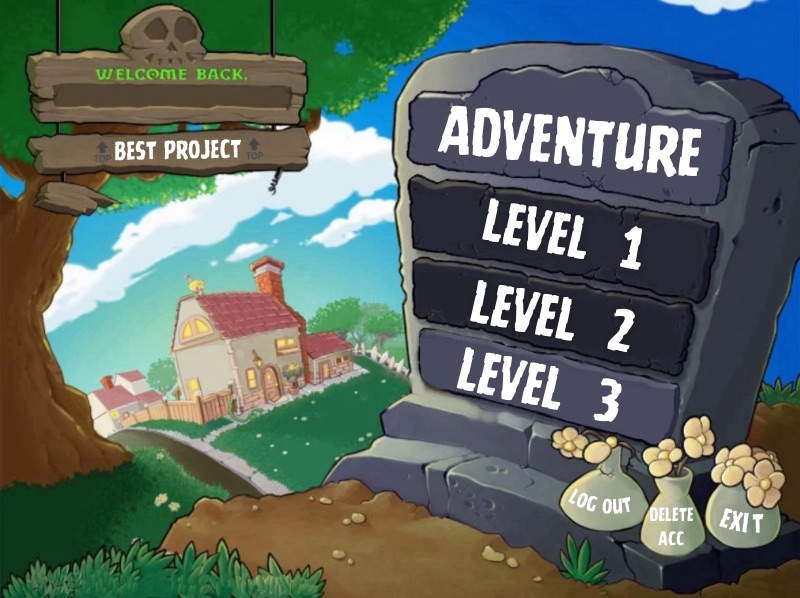 WELCOME BACK,
TOP BEST PROJECT TOP
ADVENTURE
LEVEL 1
LEVEL 2
LEVEL 3
LOG OUT
DELETE
ACC
EXIT